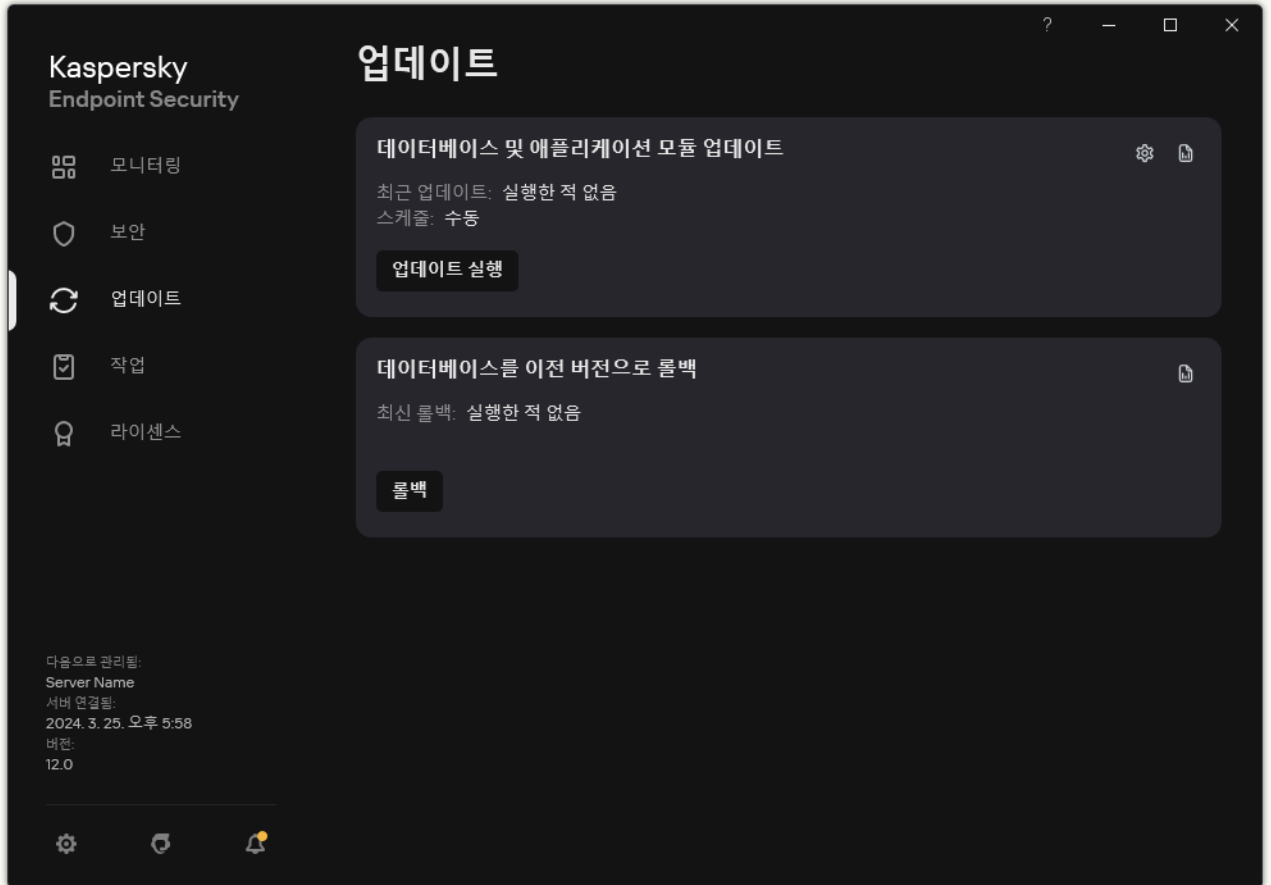 ?
Kaspersky
Endpoint Security
모니터링
보안
업데이트
작업
라이센스
다음으로 관리됨:
Server Name
서버 연결됨:
2024. 3. 25. 오후 5:58
버전:
12.0
업데이트
데이터베이스 및 애플리케이션 모듈 업데이트
최근 업데이트: 실행한 적 없음
스케줄: 수동
업데이트 실행
데이터베이스를 이전 버전으로 롤백
최신 롤백: 실행한 적 없음
롤백